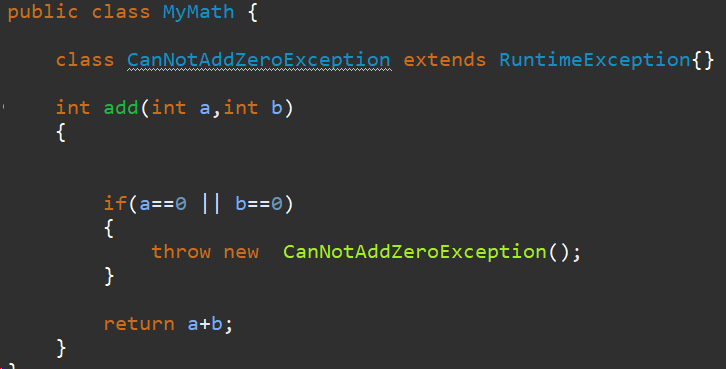 public class MyMath {
class CanNotAddZeroException extends RuntimeException{}
int add(int a,int b)
{
if(a==0 || b==0)
{
throw new  CanNotAddZeroException();
}
return a+b;
}
}